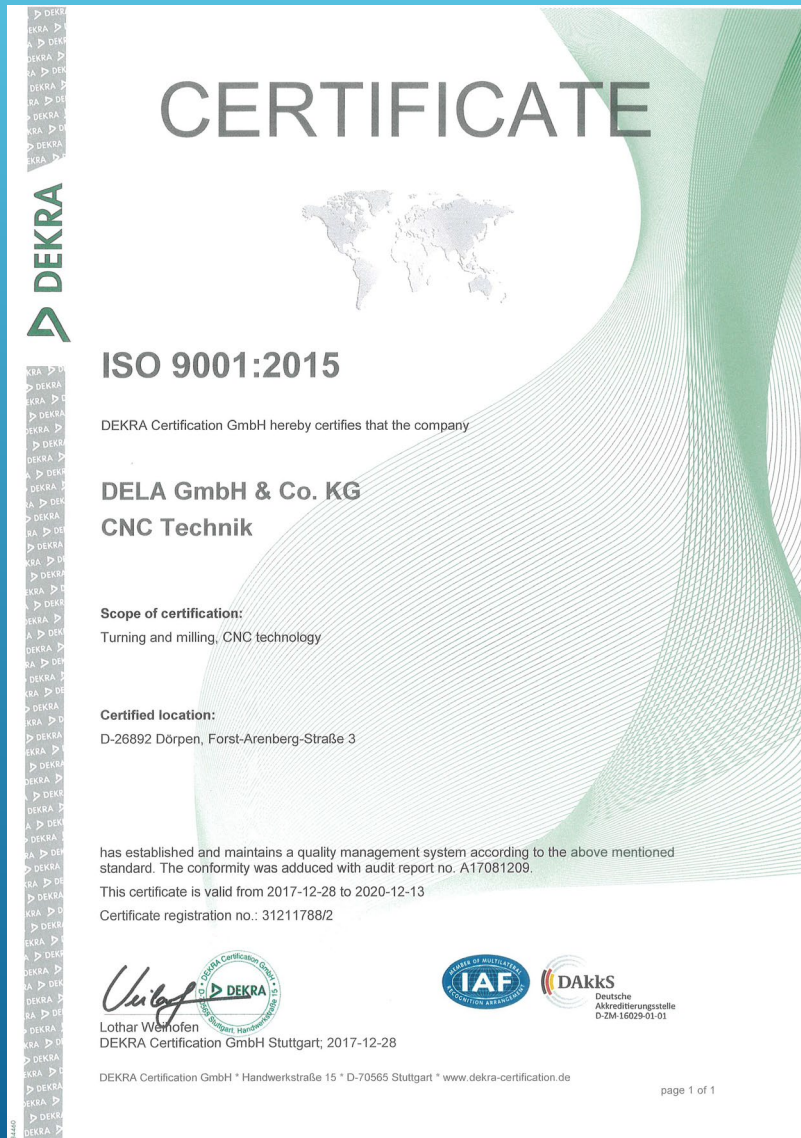 CERTIFICATE
DEKRA
ISO 9001:2015
DEKRA Certification GmbH hereby certifies that the company
DELA GmbH & Co. KG
CNC Technik
Scope of certification:
Turning and milling, CNC technology
Certified location:
D-26892 Dörpen, Forst-Arenberg-Straße 3
has established and maintains a quality management system according to the above mentioned
standard. The conformity was adduced with audit report no. A17081209.
This certificate is valid from 2017-12-28 to 2020-12-13
Certificate registration no.: 31211788/2
DEKRA Certification GmbH
DEKRA
D-70565 Stuttgart, Handwerkstraße 15
MEMBER OF MULTILATERAL
IAF
RECOGNITION ARRANGEMENT
DAkkS
Deutsche
Akkreditierungsstelle
D-ZM-16029-01-01
Lothar Weihofen
DEKRA Certification GmbH Stuttgart; 2017-12-28
DEKRA Certification GmbH * Handwerkstraße 15 * D-70565 Stuttgart * www.dekra-certification.de
page 1 of 1